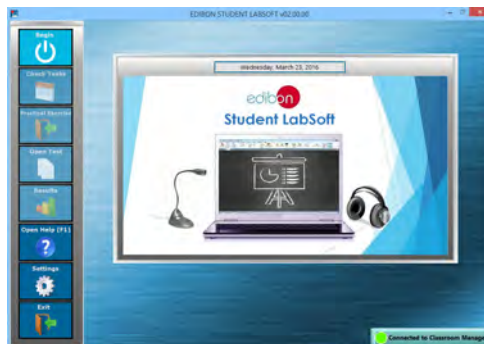 EDIBON STUDENT LABSOFT v02.00.00
Begin
Check Tasks
Practical Exercise
Open Test
Results
Open Help (F1)
Settings
Exit
Wednesday, March 23, 2016
edibon
Student LabSoft
Connected to Classroom Manage